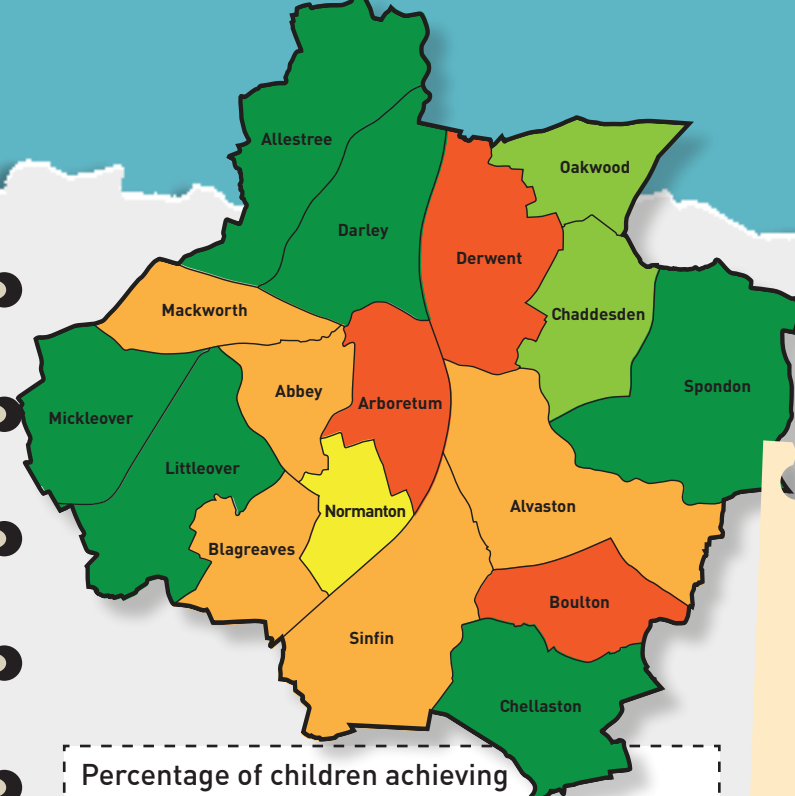 Allestree
Oakwood
Darley
Derwent
Mackworth
Chaddesden
Spondon
Abbey
Arboretum
Mickleover
Littleover
Normanton
Alvaston
Blagreaves
Boulton
Sinfin
Chellaston
Percentage of children achieving